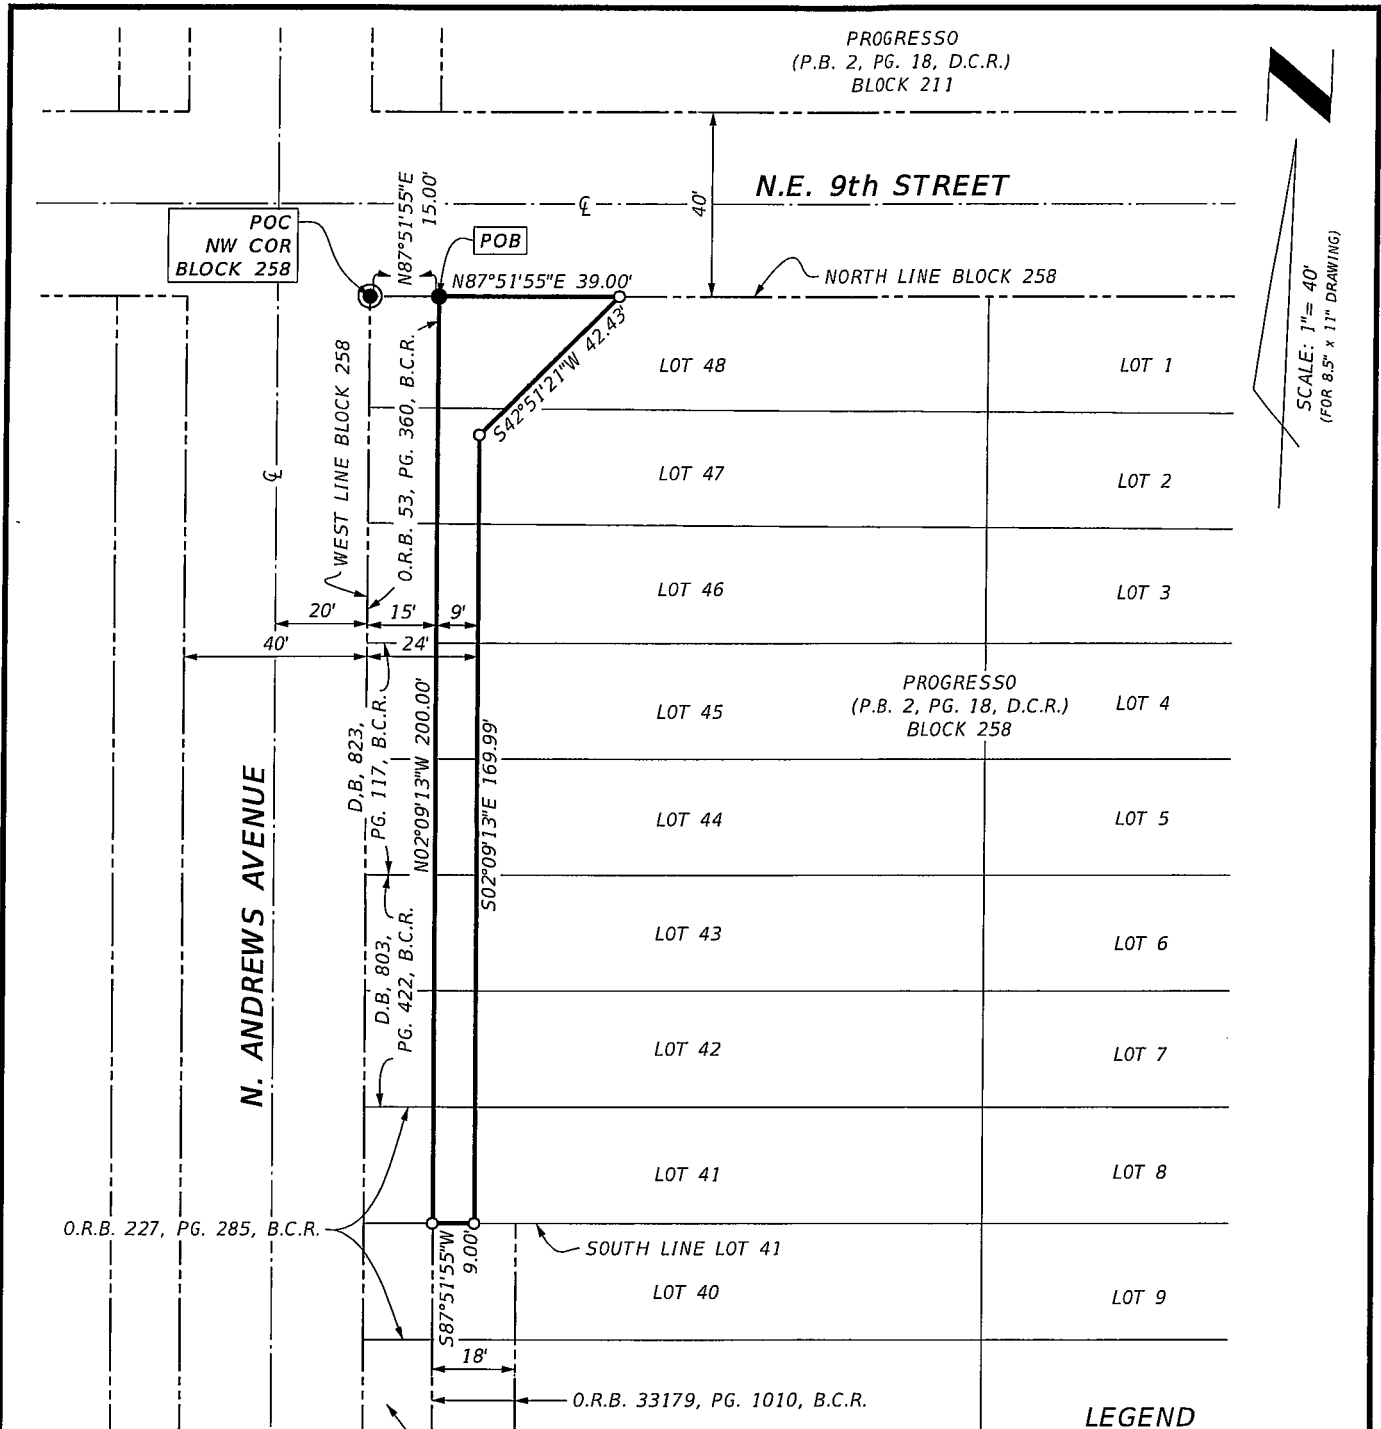 PROGRESSO
(P.B. 2, PG. 18, D.C.R.)
BLOCK 211
N.E. 9th STREET
40'
℄
N87°51'55"E
15.00'
POC
NW COR
BLOCK 258
POB
N87°51'55"E 39.00'
NORTH LINE BLOCK 258
SCALE: 1"= 40'
(FOR 8.5" x 11" DRAWING)
S42°51'21"W 42.43'
WEST LINE BLOCK 258
O.R.B. 53, PG. 360, B.C.R.
℄
LOT 48
LOT 1
LOT 47
LOT 2
LOT 46
LOT 3
20'
15'
9'
40'
24'
PROGRESSO
(P.B. 2, PG. 18, D.C.R.)
BLOCK 258
LOT 45
LOT 4
D,B, 823,
PG. 117, B.C.R.
N02°09'13"W 200.00'
S02°09'13"E 169.99'
N. ANDREWS AVENUE
LOT 44
LOT 5
D.B, 803,
PG. 422, B.C.R.
LOT 43
LOT 6
LOT 42
LOT 7
LOT 41
LOT 8
O.R.B. 227, PG. 285, B.C.R.
SOUTH LINE LOT 41
S87°51'55"W
9.00'
LOT 40
LOT 9
18'
O.R.B. 33179, PG. 1010, B.C.R.
LEGEND